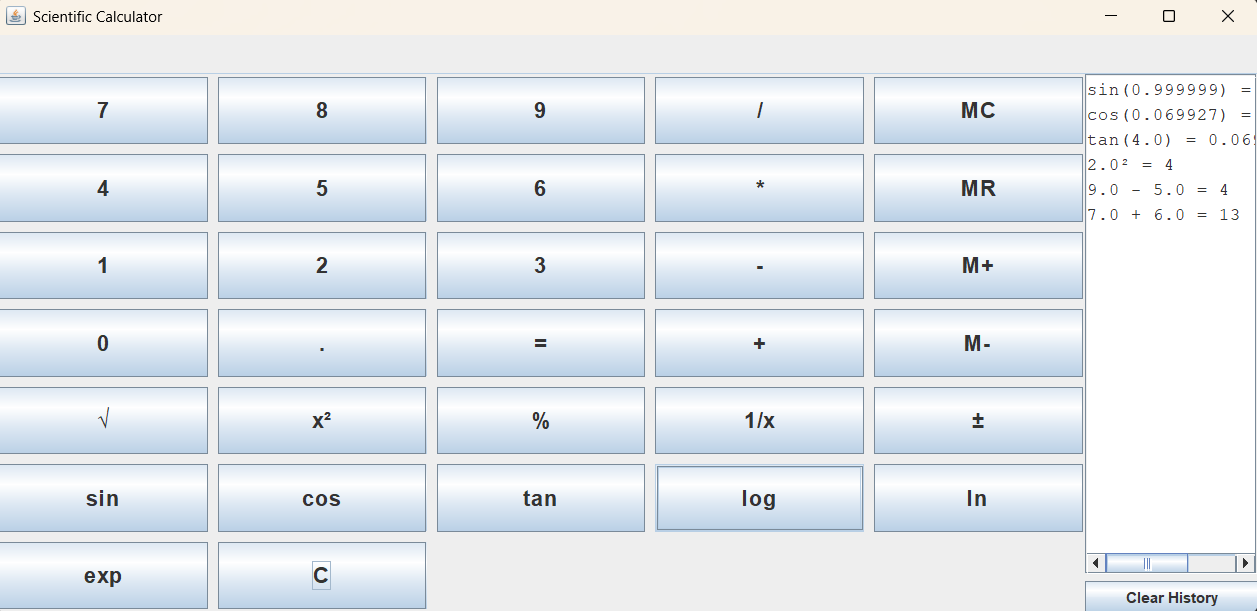 Scientific Calculator
7 8 9 / MC
4 5 6 * MR
1 2 3 - M+
0 . = + M-
√ x² % 1/x ±
sin cos tan log ln
exp C
sin(0.999999) =
cos(0.069927) =
tan(4.0) = 0.06
2.0² = 4
9.0 - 5.0 = 4
7.0 + 6.0 = 13
Clear History